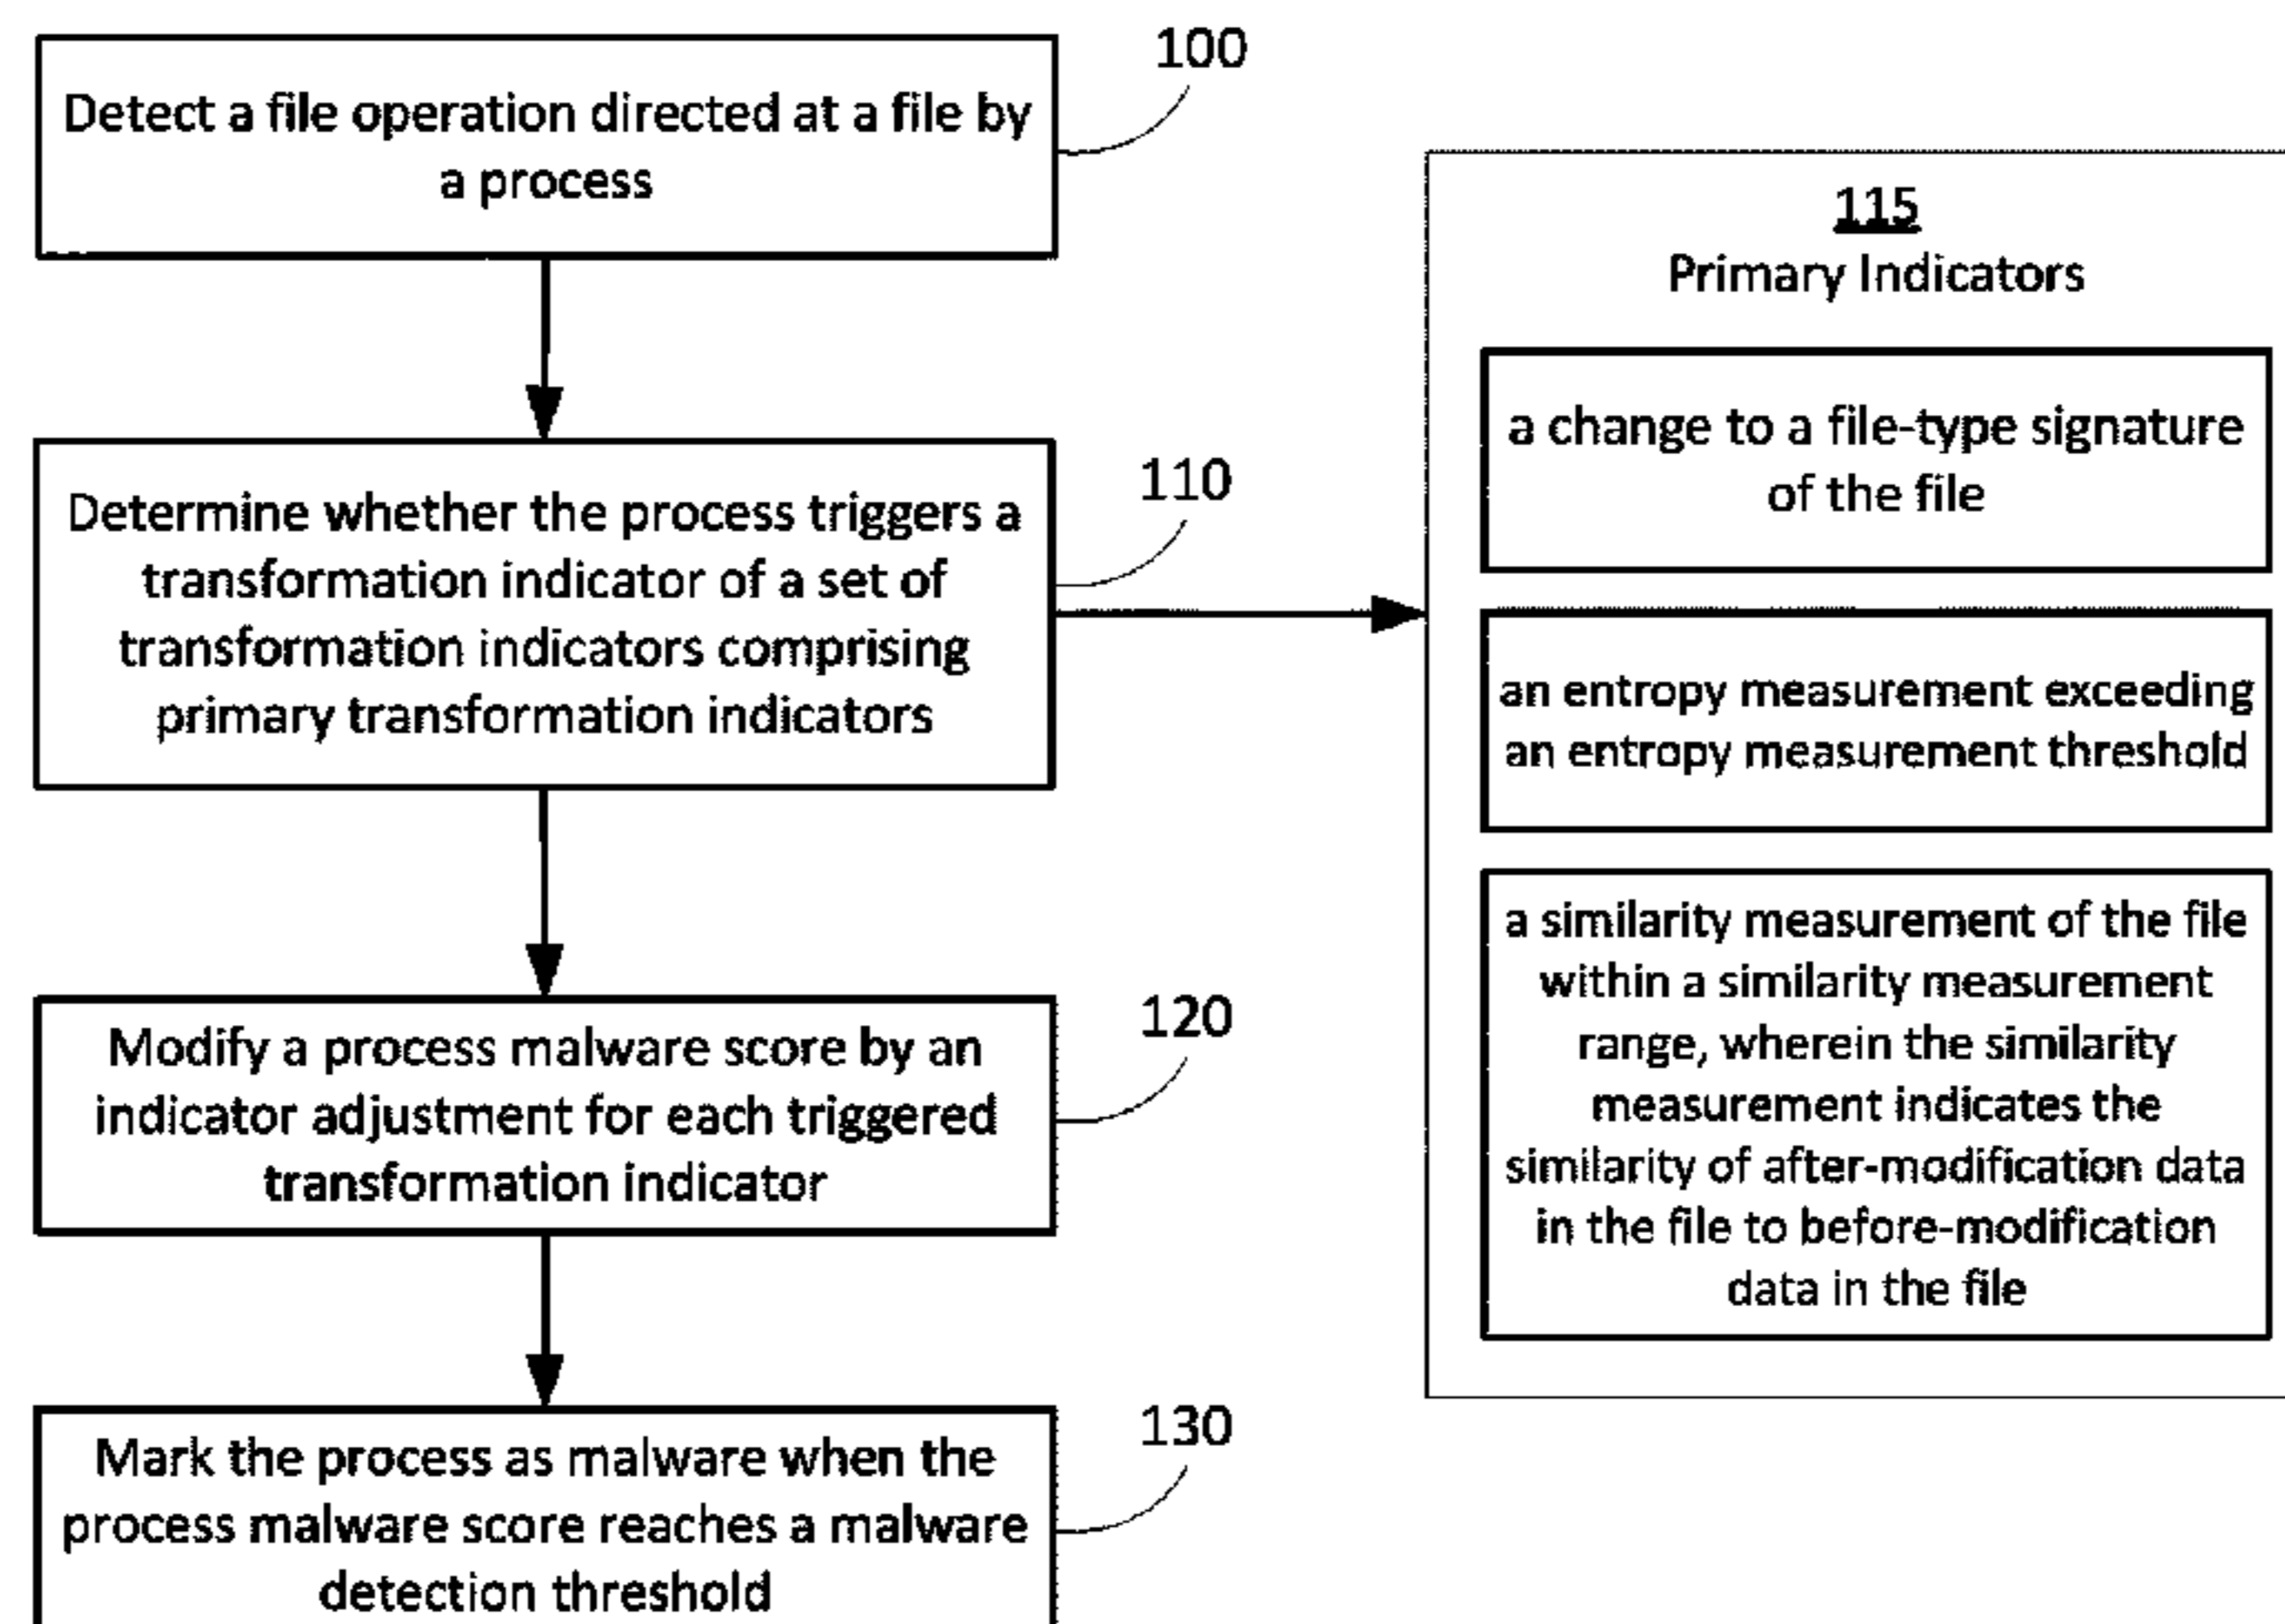 100
Detect a file operation directed at a file by
a process
110
Determine whether the process triggers a
transformation indicator of a set of
transformation indicators comprising
primary transformation indicators
115
Primary Indicators
a change to a file-type signature
of the file
an entropy measurement exceeding
an entropy measurement threshold
a similarity measurement of the file
within a similarity measurement
range, wherein the similarity
measurement indicates the
similarity of after-modification data
in the file to before-modification
data in the file
120
Modify a process malware score by an
indicator adjustment for each triggered
transformation indicator
130
Mark the process as malware when the
process malware score reaches a malware
detection threshold